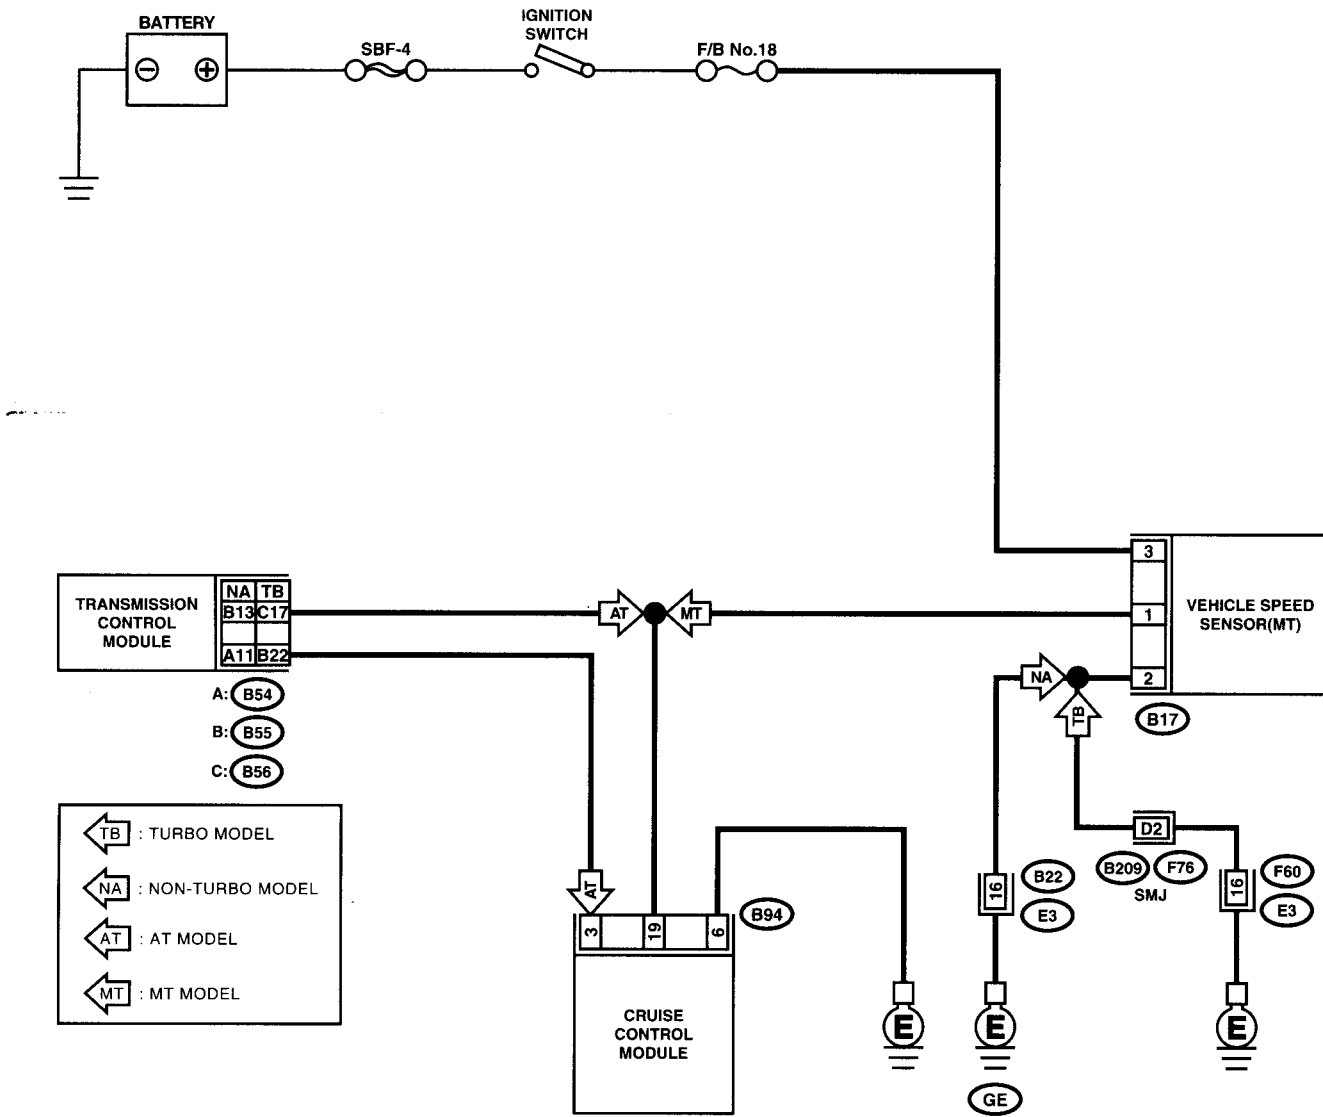 BATTERY
IGNITION
SWITCH
SBF-4
F/B No.18
TRANSMISSION
CONTROL
MODULE
NA TB
B13 C17
A11 B22
A: B54
B: B55
C: B56
AT
MT
3
1
2
VEHICLE SPEED
SENSOR(MT)
B17
NA
TB
D2
B209 F76
SMJ
16
B22
E3
16
F60
E3
TB : TURBO MODEL
NA : NON-TURBO MODEL
AT : AT MODEL
MT : MT MODEL
AT
3 19 6
B94
CRUISE
CONTROL
MODULE
E
E
E
GE